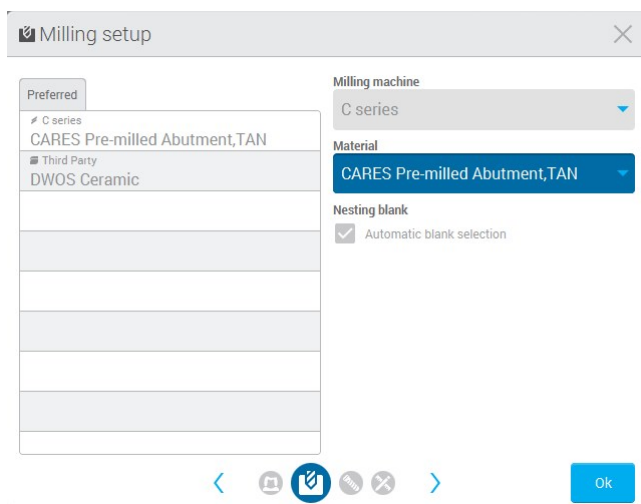 Milling setup
Preferred
C series
CARES Pre-milled Abutment,TAN
Third Party
DWOS Ceramic
Milling machine
C series
Material
CARES Pre-milled Abutment,TAN
Nesting blank
Automatic blank selection
Ok